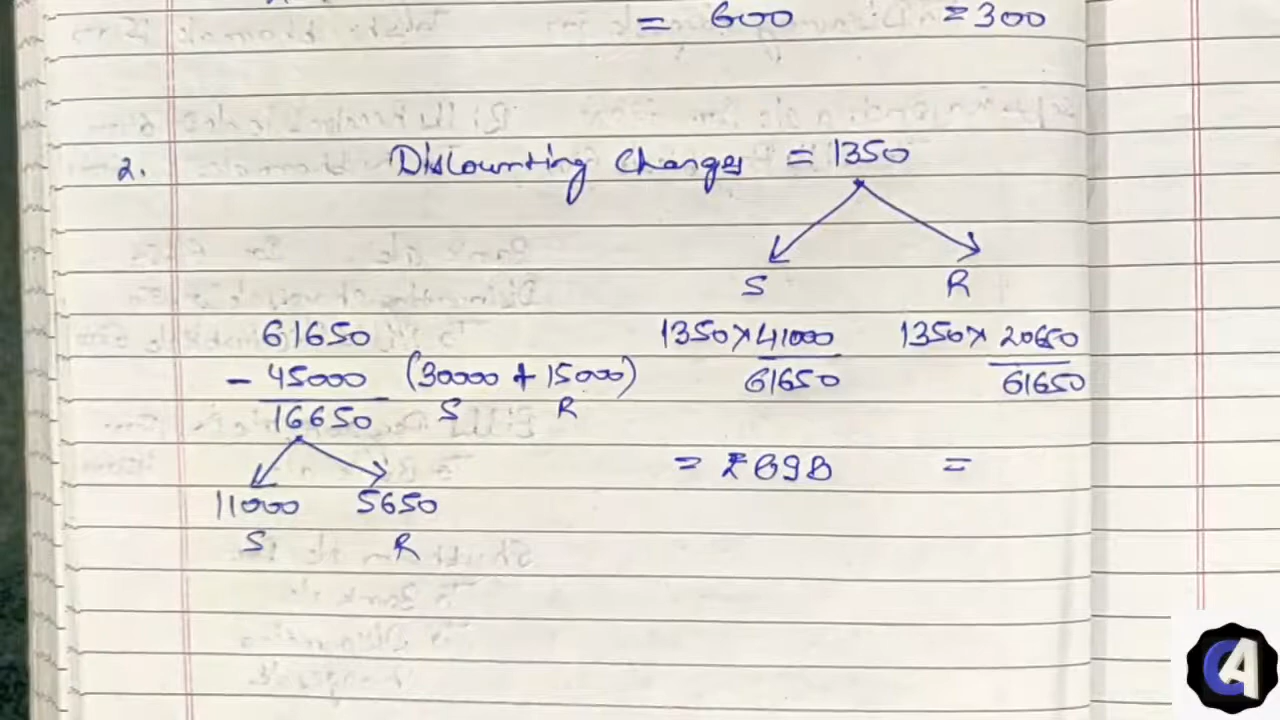 = 600 = 300
2. Discounting Charges = 1350
S R
61650 1350 × 41000 1350 × 20650
- 45000 (30000 + 15000) 61650 61650
16650 S R
= ₹ 898 =
11000 5650
S R
CA